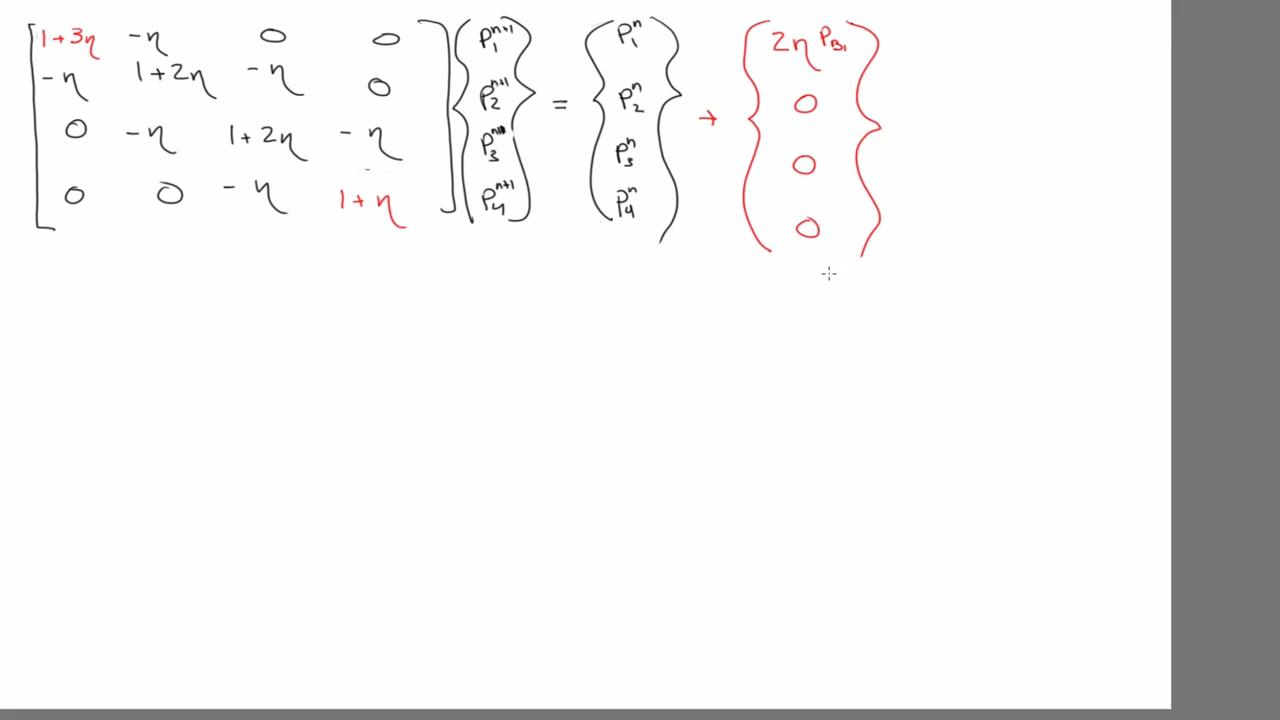 1+3η -η 0 0 P₁ⁿ⁺¹ P₁ⁿ 2η P_B₁
-η 1+2η -η 0 P₂ⁿ⁺¹ = P₂ⁿ + 0
0 -η 1+2η -η P₃ⁿ⁺¹ P₃ⁿ 0
0 0 -η 1+η P₄ⁿ⁺¹ P₄ⁿ 0